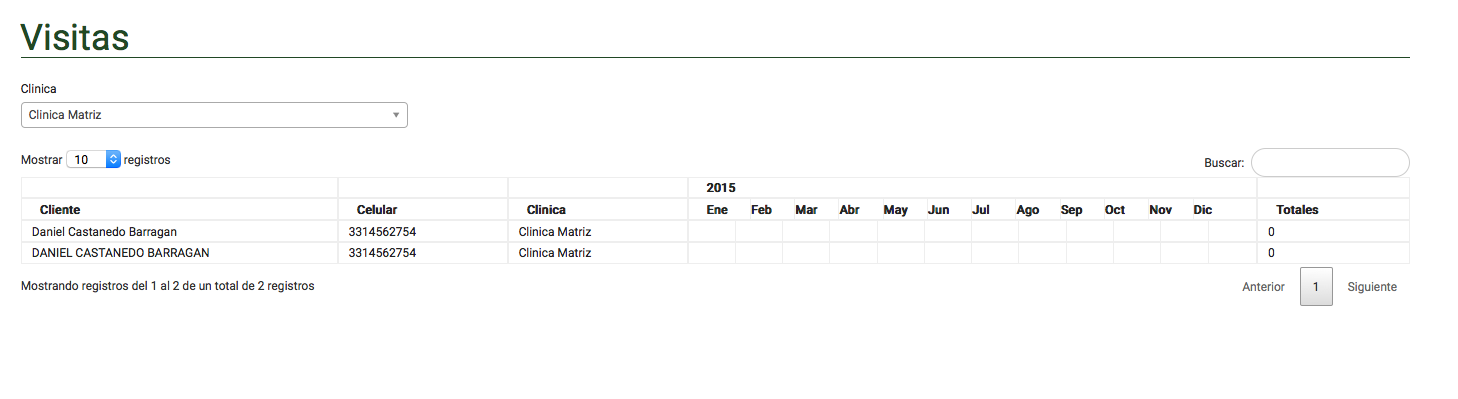 Visitas
Clinica
Clinica Matriz
Mostrar 10 registros
Buscar:
2015
Cliente Celular Clinica Ene Feb Mar Abr May Jun Jul Ago Sep Oct Nov Dic Totales
Daniel Castanedo Barragan 3314562754 Clinica Matriz 0
DANIEL CASTANEDO BARRAGAN 3314562754 Clinica Matriz 0
Mostrando registros del 1 al 2 de un total de 2 registros
Anterior 1 Siguiente